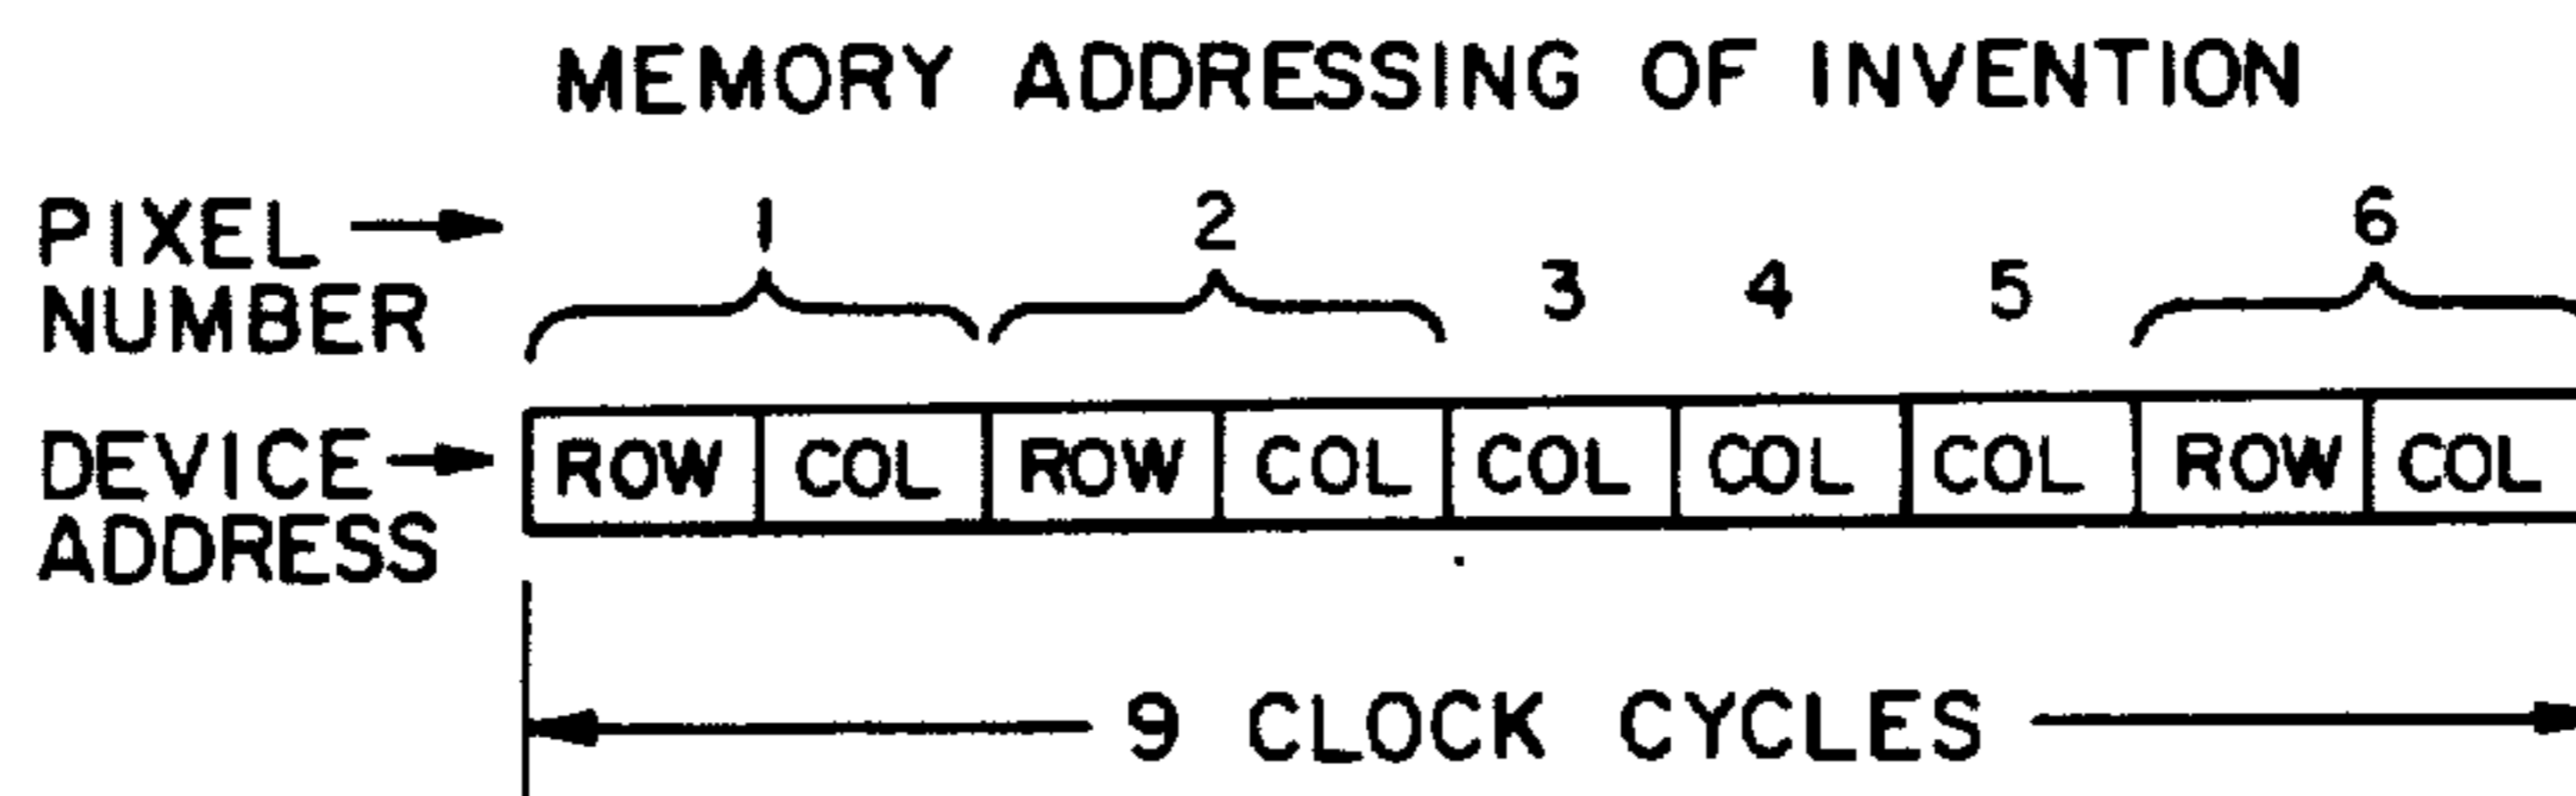 MEMORY ADDRESSING OF INVENTION
PIXEL NUMBER
1 2 3 4 5 6
DEVICE ADDRESS
ROW COL ROW COL COL COL COL ROW COL
9 CLOCK CYCLES